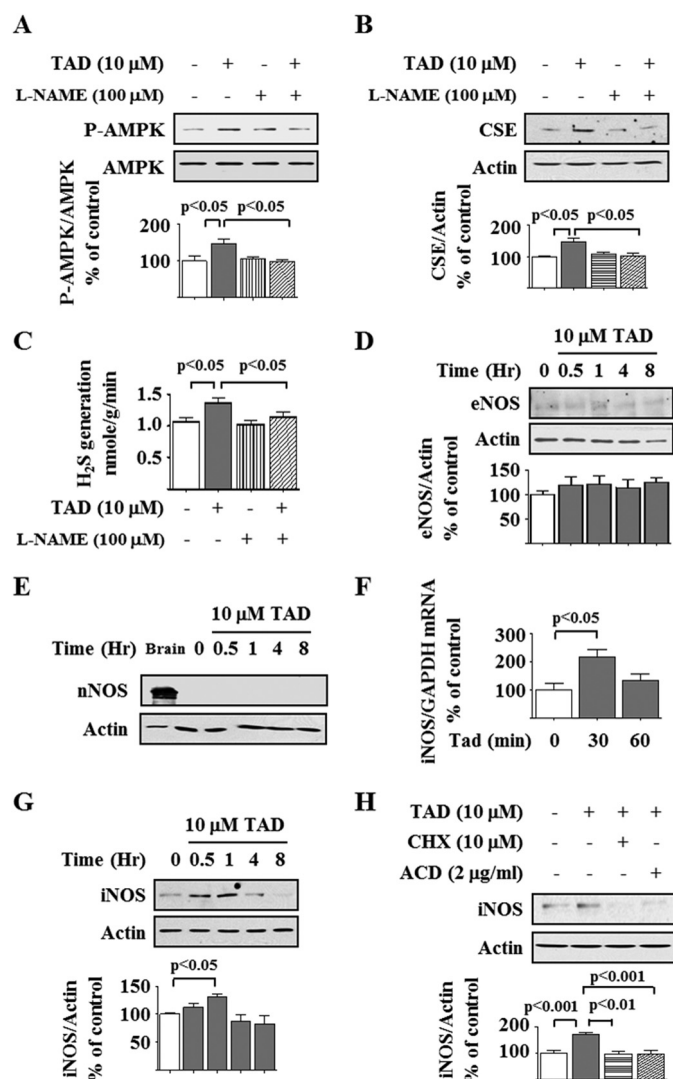 A
TAD (10 μM) - + - +
L-NAME (100 μM) - - + +
P-AMPK
AMPK
P-AMPK/AMPK
% of control
200
100
p<0.05 p<0.05
B
TAD (10 μM) - + - +
L-NAME (100 μM) - - + +
CSE
Actin
CSE/Actin
% of control
200
100
p<0.05 p<0.05
C
H₂S generation
nmole/g/min
1.5
1.0
0.5
p<0.05 p<0.05
TAD (10 μM) - + - +
L-NAME (100 μM) - - + +
D
10 μM TAD
Time (Hr) 0 0.5 1 4 8
eNOS
Actin
eNOS/Actin
% of control
150
100
50
E
10 μM TAD
Time (Hr) Brain 0 0.5 1 4 8
nNOS
Actin
F
iNOS/GAPDH mRNA
% of control
300
200
100
p<0.05
Tad (min) 0 30 60
G
10 μM TAD
Time (Hr) 0 0.5 1 4 8
iNOS
Actin
iNOS/Actin
% of control
150
100
50
p<0.05
H
TAD (10 μM) - + + +
CHX (10 μM) - - + -
ACD (2 μg/ml) - - - +
iNOS
Actin
iNOS/Actin
% of control
200
100
p<0.001
p<0.001 p<0.01